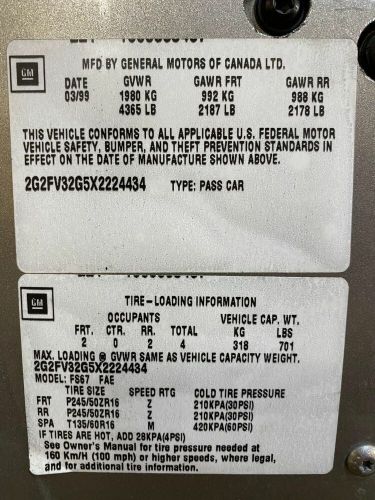 MFD BY GENERAL MOTORS OF CANADA LTD.
GM
DATE GVWR GAWR FRT GAWR RR
03/99 1980 KG 992 KG 988 KG
4365 LB 2187 LB 2178 LB
THIS VEHICLE CONFORMS TO ALL APPLICABLE U.S. FEDERAL MOTOR
VEHICLE SAFETY, BUMPER, AND THEFT PREVENTION STANDARDS IN
EFFECT ON THE DATE OF MANUFACTURE SHOWN ABOVE.
2G2FV32G5X2224434 TYPE: PASS CAR
GM
TIRE-LOADING INFORMATION
OCCUPANTS VEHICLE CAP. WT.
FRT. CTR. RR. TOTAL KG LBS
2 0 2 4 318 701
MAX. LOADING @ GVWR SAME AS VEHICLE CAPACITY WEIGHT.
2G2FV32G5X2224434
MODEL: FS67 FAE
TIRE SIZE SPEED RTG COLD TIRE PRESSURE
FRT P245/50ZR16 Z 210KPA(30PSI)
RR P245/50ZR16 Z 210KPA(30PSI)
SPA T135/60R16 M 420KPA(60PSI)
IF TIRES ARE HOT, ADD 28KPA(4PSI)
See Owner's Manual for tire pressure needed at
160 Km/H (100 mph) or higher speeds, where legal,
and for additional tire information.